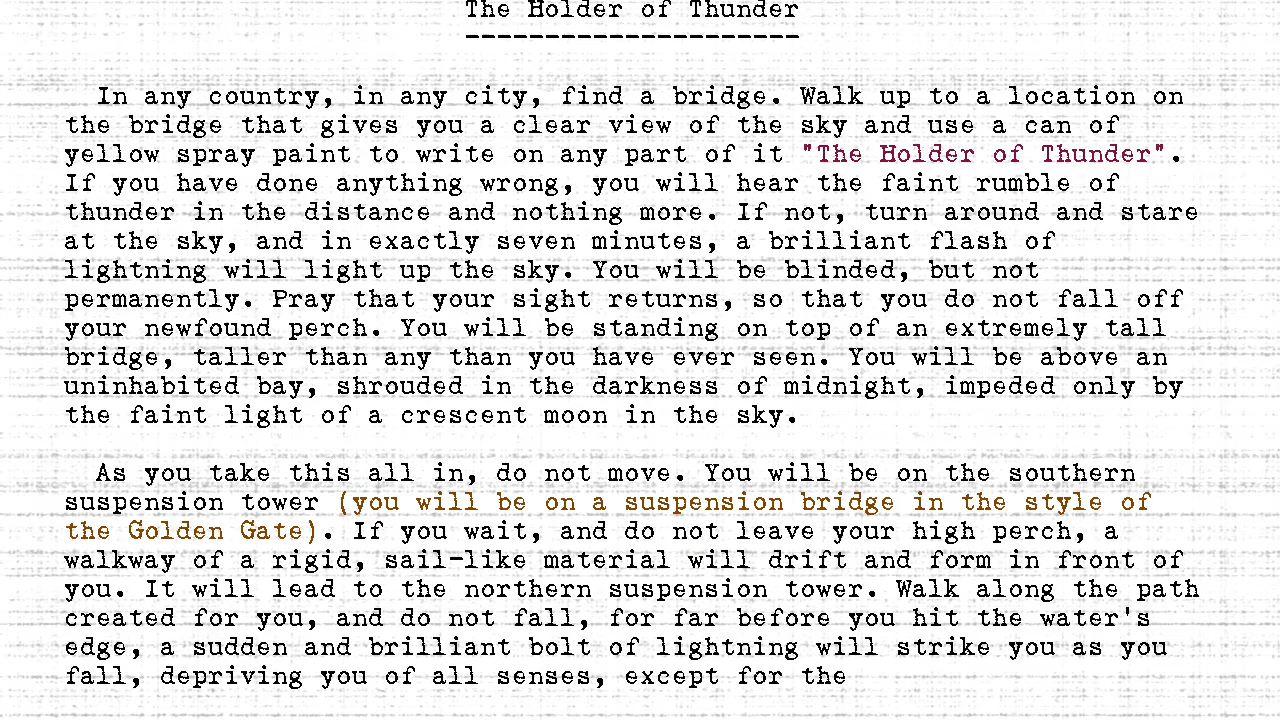 The Holder of Thunder
---------------------
In any country, in any city, find a bridge. Walk up to a location on
the bridge that gives you a clear view of the sky and use a can of
yellow spray paint to write on any part of it "The Holder of Thunder".
If you have done anything wrong, you will hear the faint rumble of
thunder in the distance and nothing more. If not, turn around and stare
at the sky, and in exactly seven minutes, a brilliant flash of
lightning will light up the sky. You will be blinded, but not
permanently. Pray that your sight returns, so that you do not fall off
your newfound perch. You will be standing on top of an extremely tall
bridge, taller than any than you have ever seen. You will be above an
uninhabited bay, shrouded in the darkness of midnight, impeded only by
the faint light of a crescent moon in the sky.
As you take this all in, do not move. You will be on the southern
suspension tower (you will be on a suspension bridge in the style of
the Golden Gate). If you wait, and do not leave your high perch, a
walkway of a rigid, sail-like material will drift and form in front of
you. It will lead to the northern suspension tower. Walk along the path
created for you, and do not fall, for far before you hit the water's
edge, a sudden and brilliant bolt of lightning will strike you as you
fall, depriving you of all senses, except for the